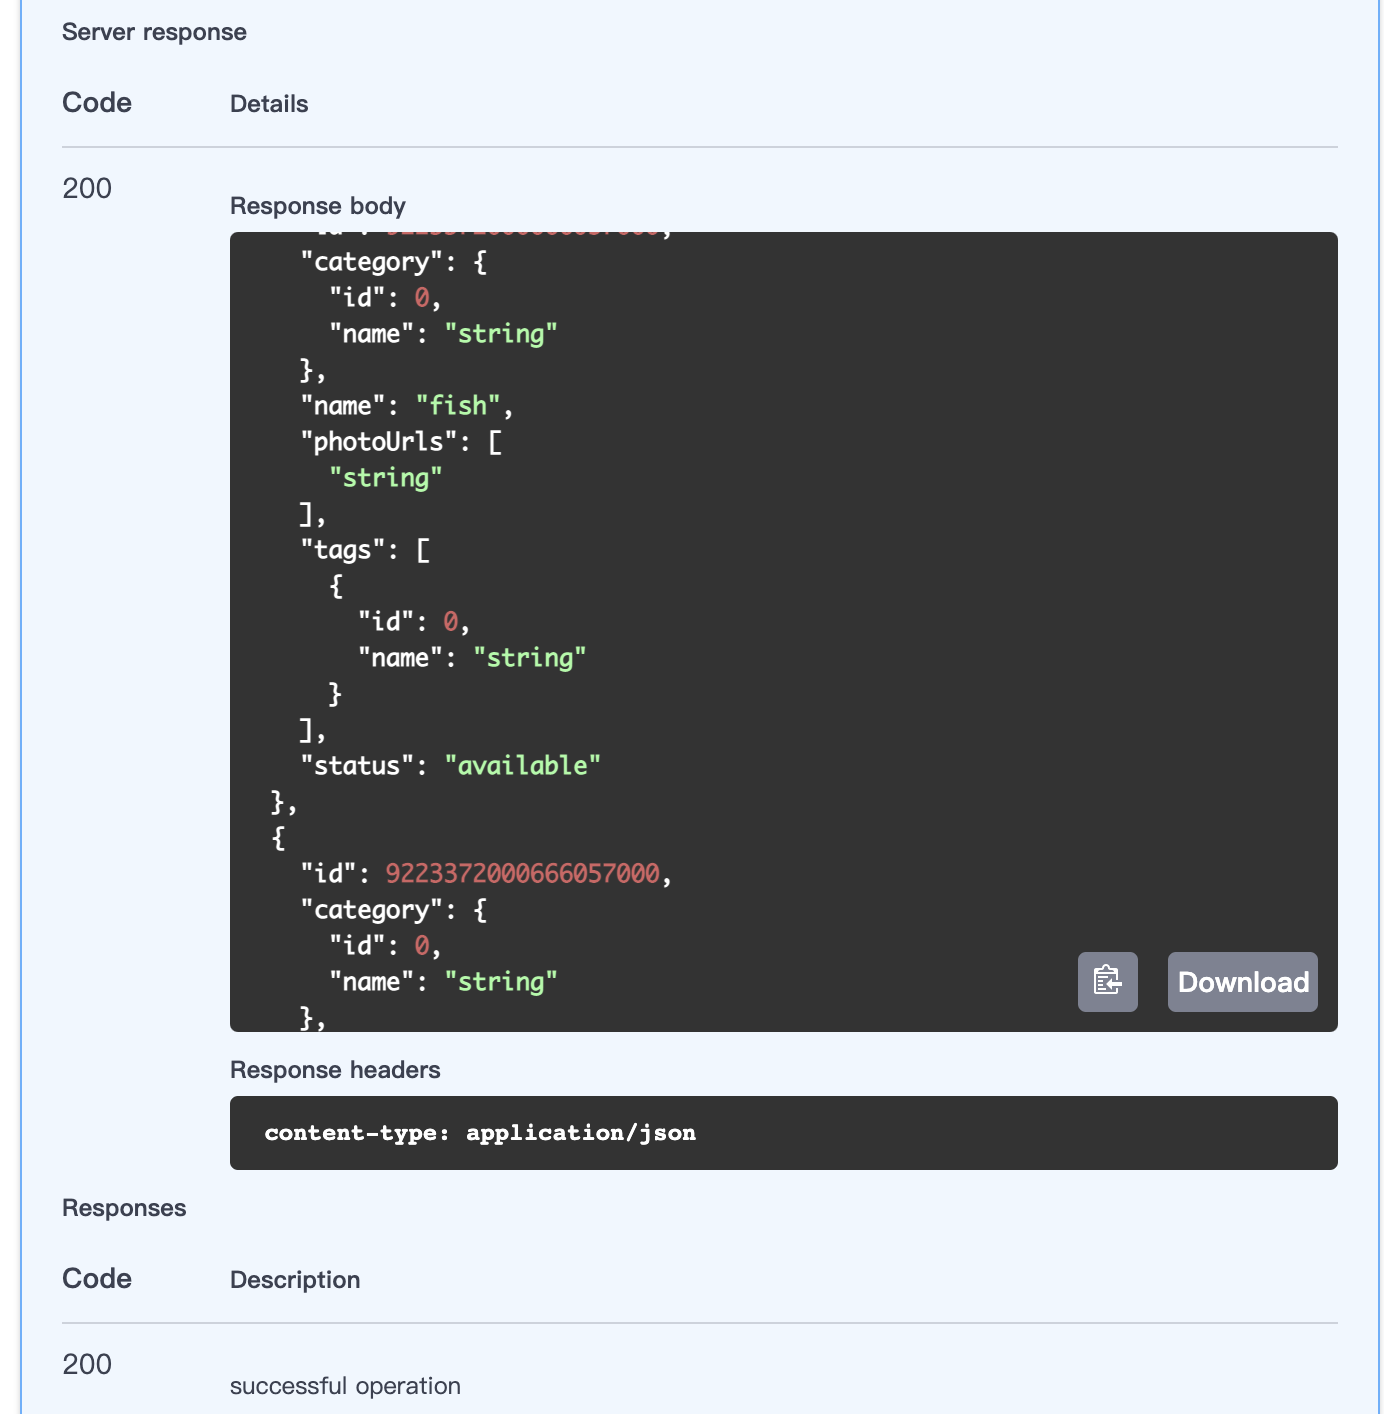 Server response
Code Details
200
Response body
"category": {
"id": 0,
"name": "string"
},
"name": "fish",
"photoUrls": [
"string"
],
"tags": [
{
"id": 0,
"name": "string"
}
],
"status": "available"
},
{
"id": 9223372000666057000,
"category": {
"id": 0,
"name": "string"
},
Download
Response headers
content-type: application/json
Responses
Code Description
200
successful operation